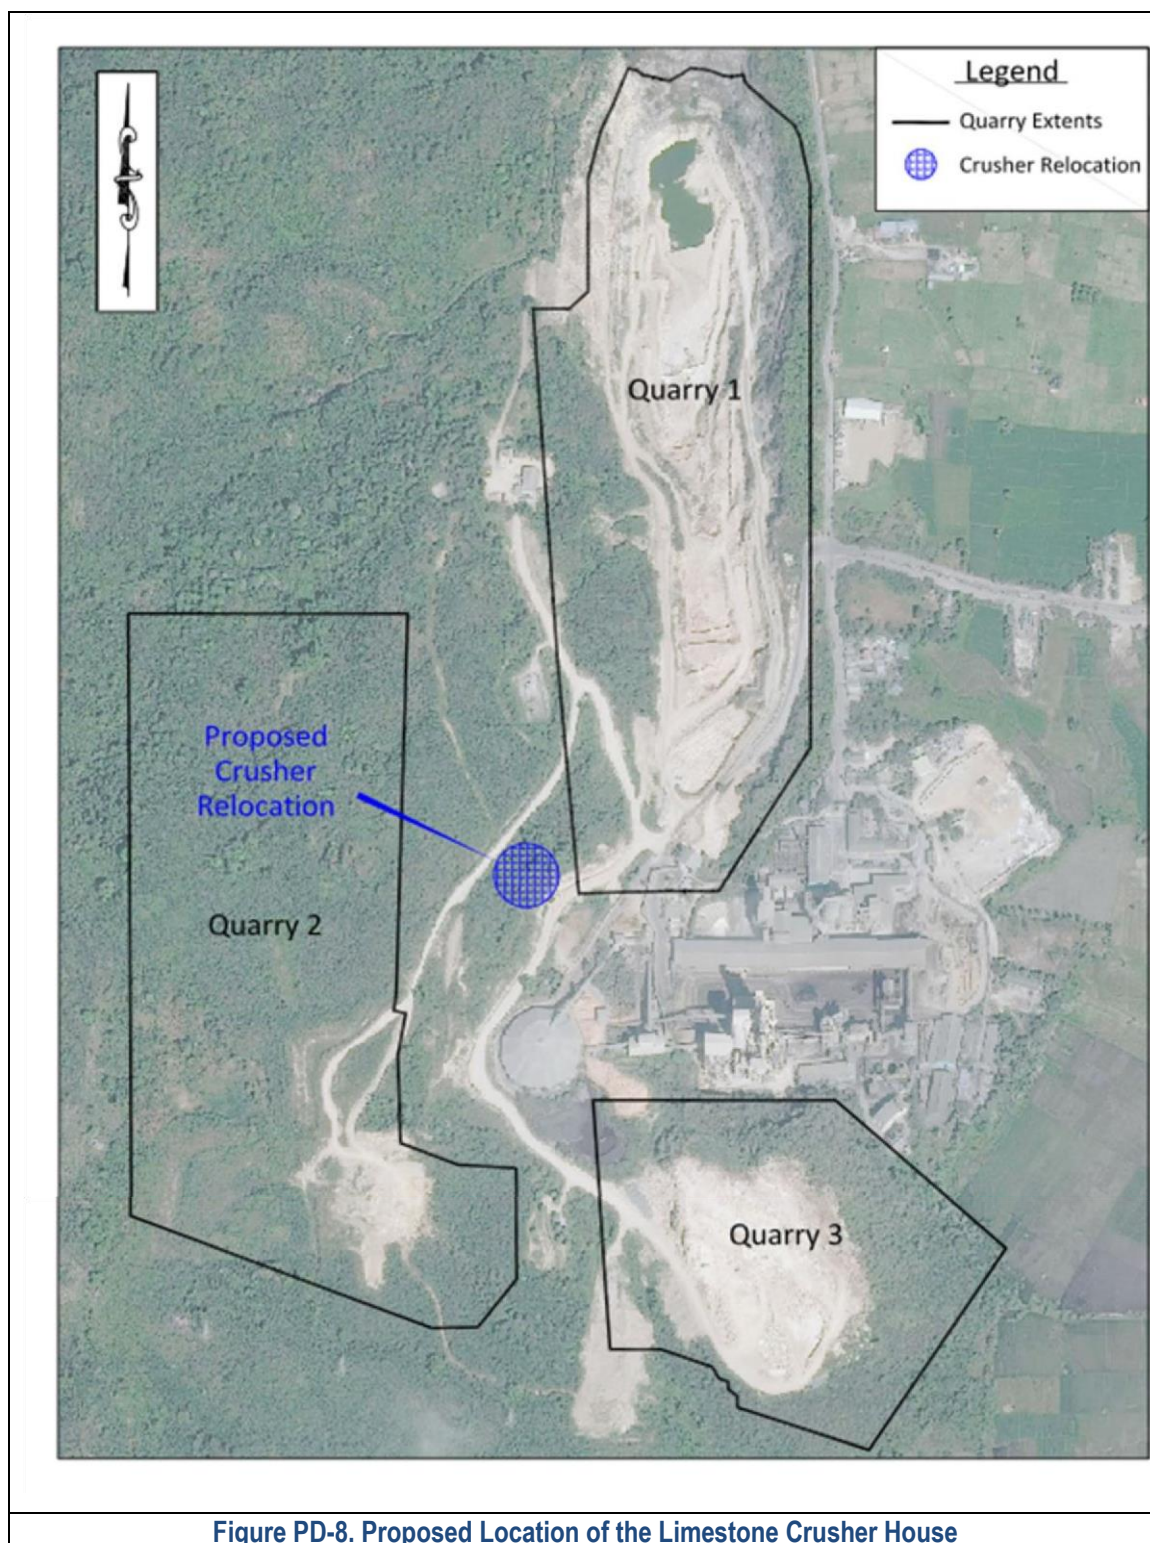 Legend
Quarry Extents
Crusher Relocation
Quarry 1
Proposed
Crusher
Relocation
Quarry 2
Quarry 3
Figure PD-8. Proposed Location of the Limestone Crusher House